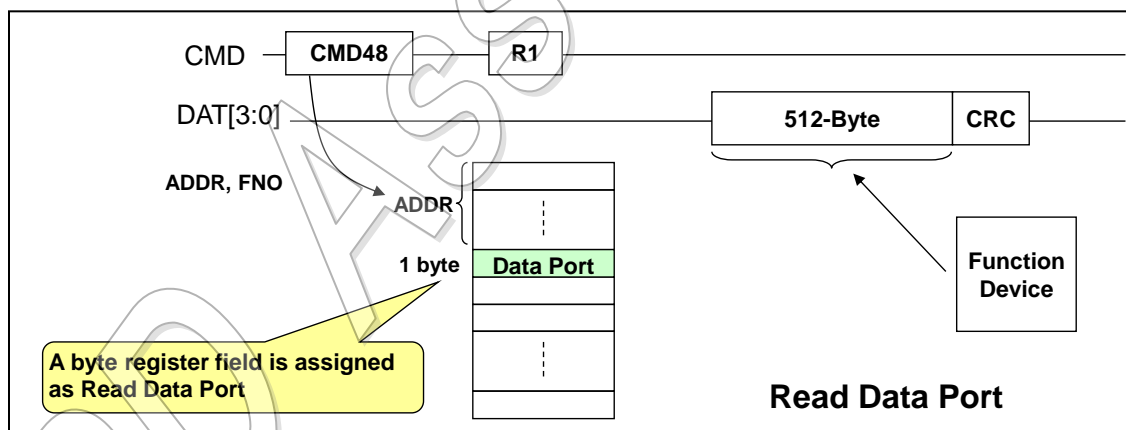 CMD
CMD48
R1
DAT[3:0]
512-Byte
CRC
ADDR, FNO
ADDR
1 byte
Data Port
Function
Device
A byte register field is assigned
as Read Data Port
Read Data Port